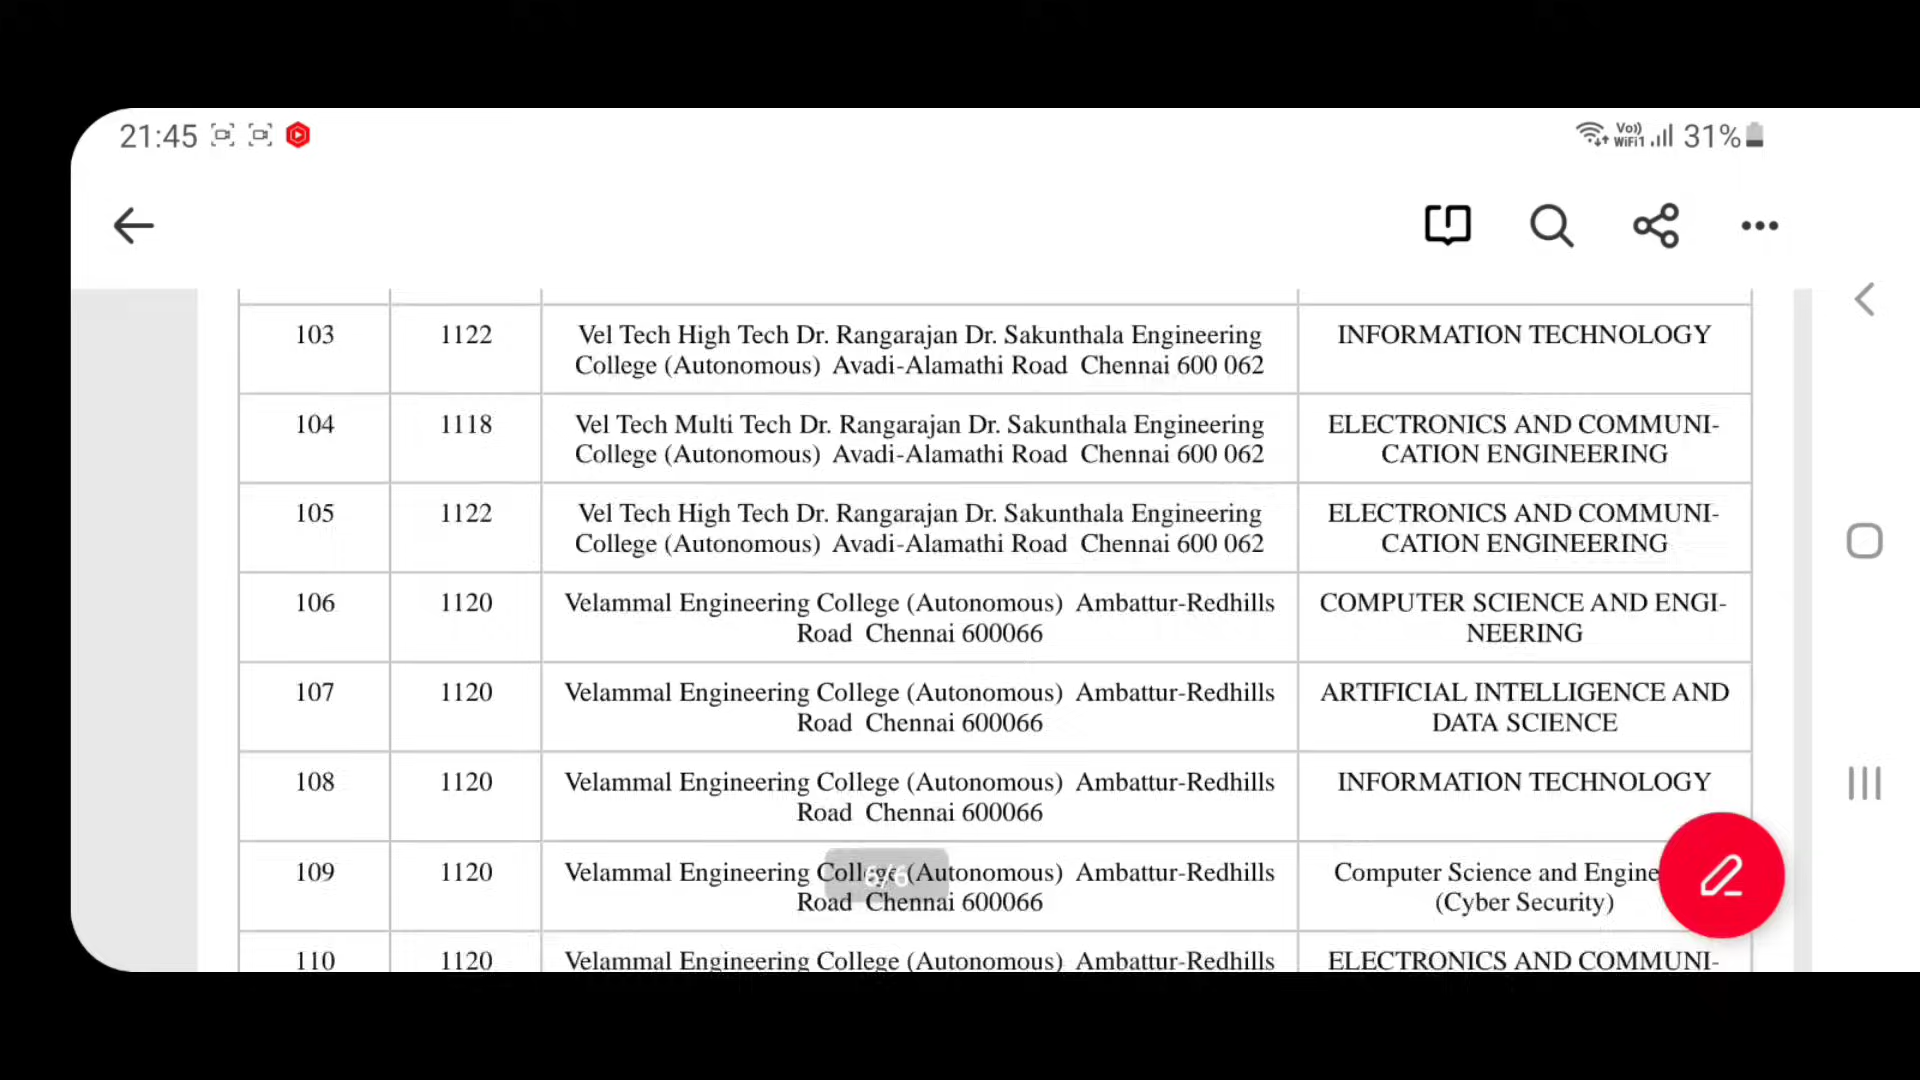 21:45
Vo)) WiFi1 31%
103 1122 Vel Tech High Tech Dr. Rangarajan Dr. Sakunthala Engineering INFORMATION TECHNOLOGY
College (Autonomous) Avadi-Alamathi Road Chennai 600 062
104 1118 Vel Tech Multi Tech Dr. Rangarajan Dr. Sakunthala Engineering ELECTRONICS AND COMMUNI-
College (Autonomous) Avadi-Alamathi Road Chennai 600 062 CATION ENGINEERING
105 1122 Vel Tech High Tech Dr. Rangarajan Dr. Sakunthala Engineering ELECTRONICS AND COMMUNI-
College (Autonomous) Avadi-Alamathi Road Chennai 600 062 CATION ENGINEERING
106 1120 Velammal Engineering College (Autonomous) Ambattur-Redhills COMPUTER SCIENCE AND ENGI-
Road Chennai 600066 NEERING
107 1120 Velammal Engineering College (Autonomous) Ambattur-Redhills ARTIFICIAL INTELLIGENCE AND
Road Chennai 600066 DATA SCIENCE
108 1120 Velammal Engineering College (Autonomous) Ambattur-Redhills INFORMATION TECHNOLOGY
Road Chennai 600066
109 1120 Velammal Engineering College (Autonomous) Ambattur-Redhills Computer Science and Engine
6/6
Road Chennai 600066 (Cyber Security)
110 1120 Velammal Engineering College (Autonomous) Ambattur-Redhills ELECTRONICS AND COMMUNI-